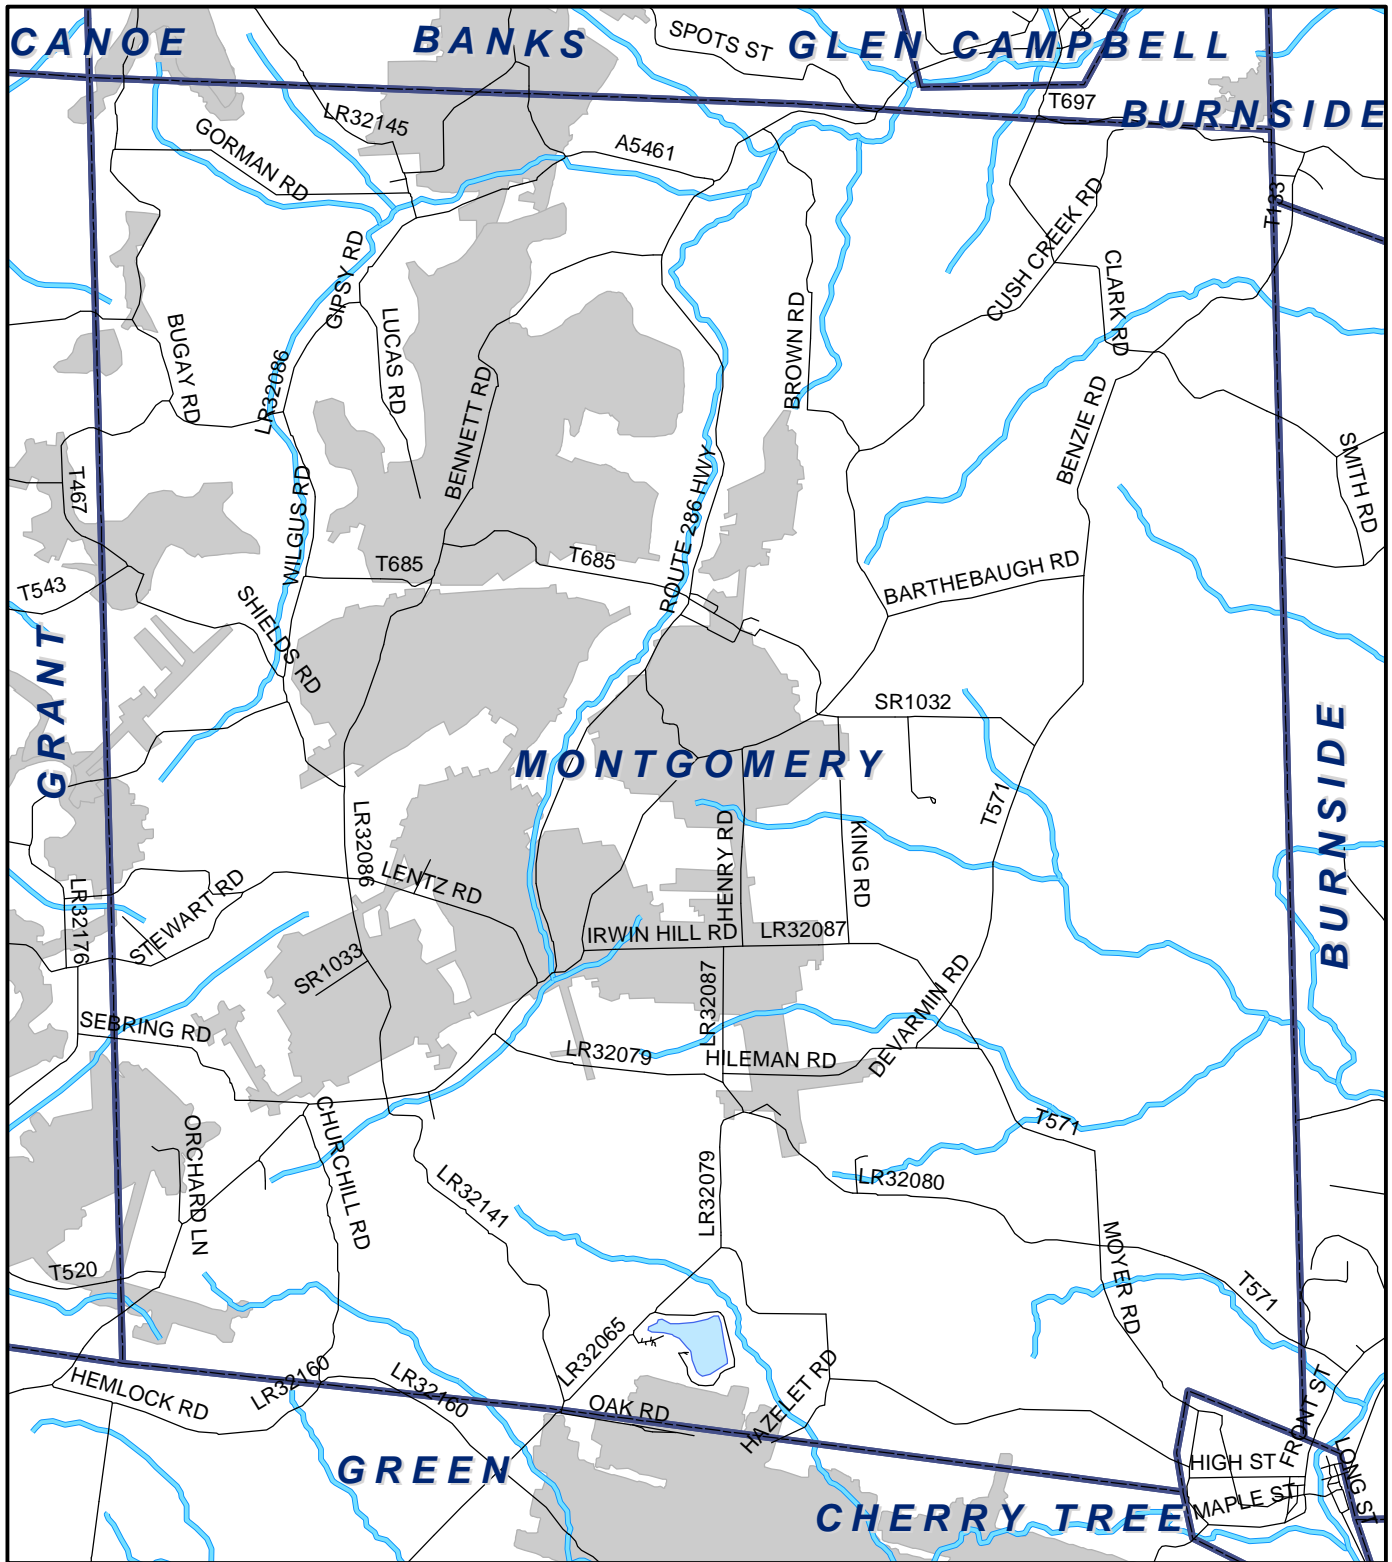 CANOE
BANKS
SPOTS ST
GLEN CAMPBELL
T697
BURNSIDE
LR32145
GORMAN RD
A5461
T133
CUSH CREEK RD
GIPSY RD
CLARK RD
BUGAY RD
LUCAS RD
BROWN RD
LR32086
BENNETT RD
BENZIE RD
SMITH RD
T467
WILGUS RD
ROUTE 286 HWY
T685
T685
T543
BARTHEBAUGH RD
SHIELDS RD
GRANT
SR1032
MONTGOMERY
BURNSIDE
T571
LR32086
HENRY RD
KING RD
LENTZ RD
LR32176
STEWART RD
IRWIN HILL RD
LR32087
SR1033
LR32087
DEVARMIN RD
SEBRING RD
LR32079
HILEMAN RD
ORCHARD LN
CHURCHILL RD
T571
LR32141
LR32079
LR32080
T520
MOYER RD
T571
LR32065
HEMLOCK RD
LR32160
LR32160
OAK RD
HAZELET RD
FRONT ST
GREEN
HIGH ST
LONG ST
MAPLE ST
CHERRY TREE